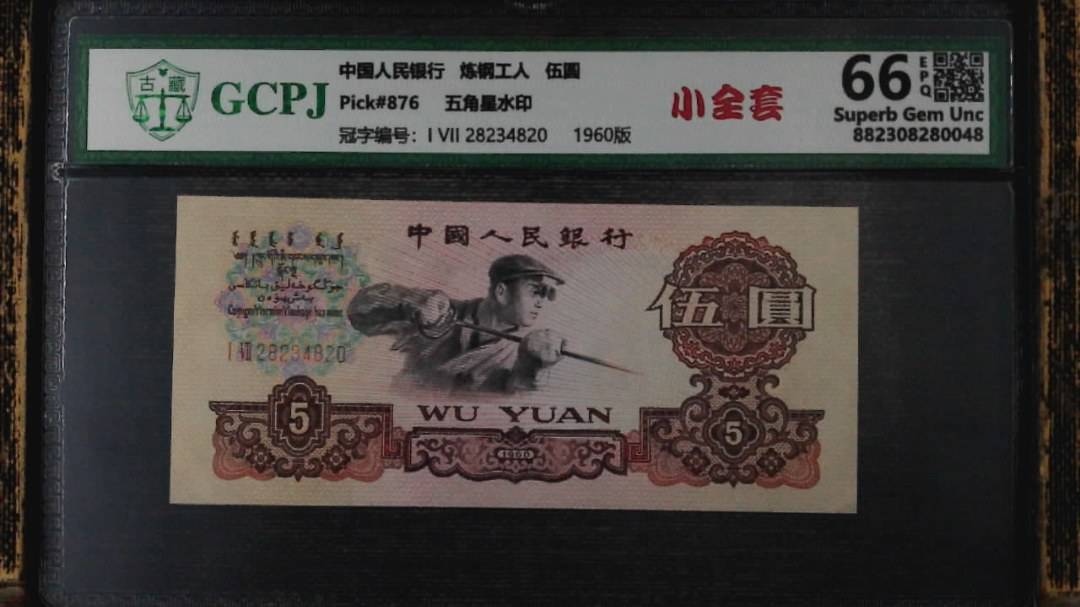 古 藏
GCPJ
中国人民银行 炼钢工人 伍圆
Pick#876 五角星水印
冠字编号: I VII 28234820 1960版
小全套
66 EPQ
Superb Gem Unc
882308280048
中國人民銀行
I VII 28234820
伍圓
WU YUAN
5
1960
5